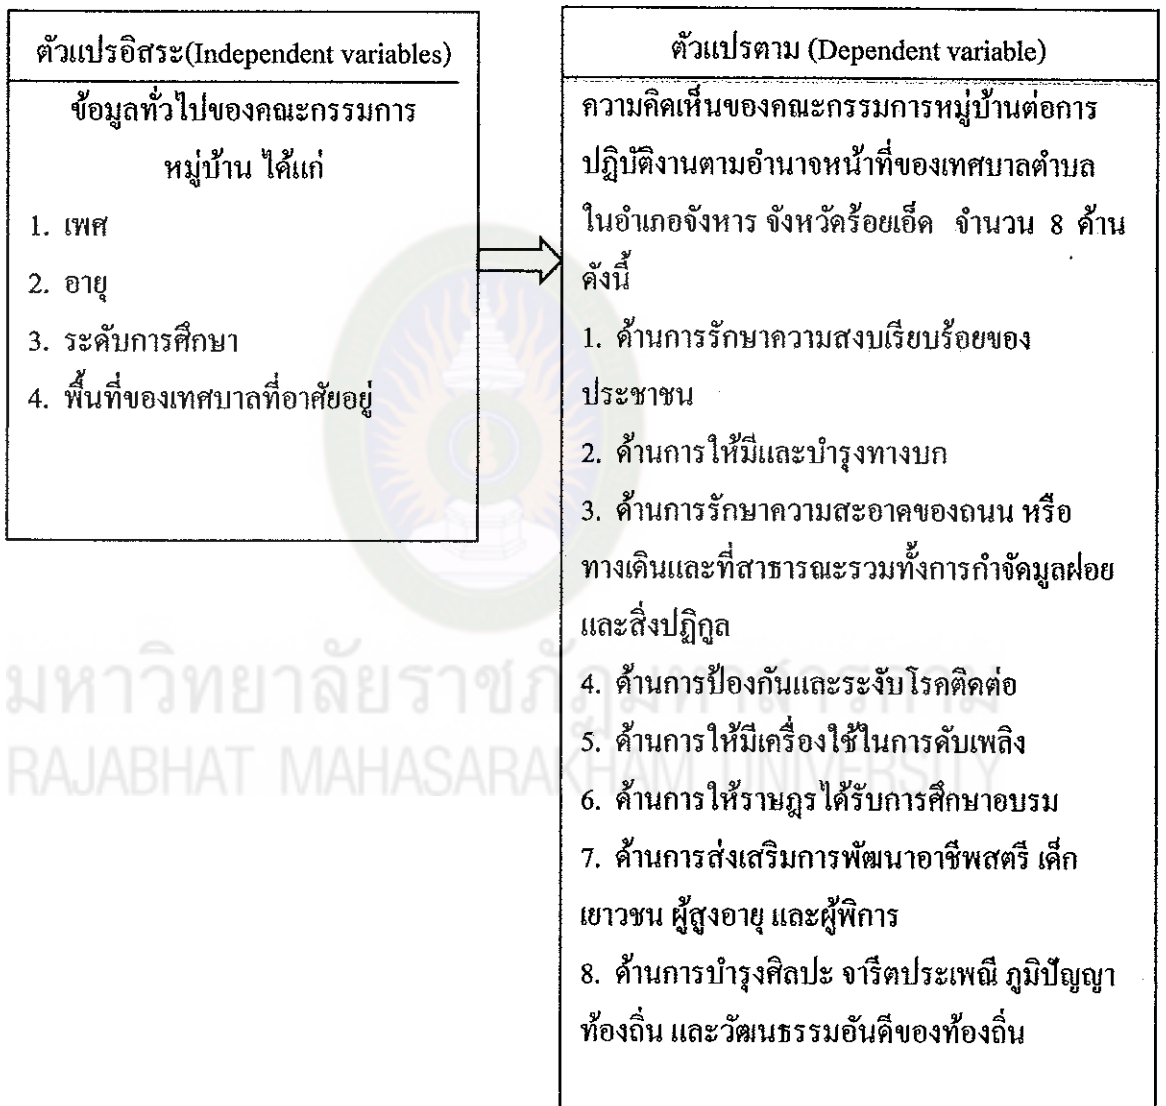 ตัวแปรอิสระ(Independent variables)
ข้อมูลทั่วไปของคณะกรรมการ
หมู่บ้าน ได้แก่
1. เพศ
2. อายุ
3. ระดับการศึกษา
4. พื้นที่ของเทศบาลที่อาศัยอยู่
ตัวแปรตาม (Dependent variable)
ความคิดเห็นของคณะกรรมการหมู่บ้านต่อการ
ปฏิบัติงานตามอำนาจหน้าที่ของเทศบาลตำบล
ในอำเภอจังหาร จังหวัดร้อยเอ็ด จำนวน 8 ด้าน
ดังนี้
1. ด้านการรักษาความสงบเรียบร้อยของ
ประชาชน
2. ด้านการให้มีและบำรุงทางบก
3. ด้านการรักษาความสะอาดของถนน หรือ
ทางเดินและที่สาธารณะรวมทั้งการกำจัดมูลฝอย
และสิ่งปฏิกูล
4. ด้านการป้องกันและระงับโรคติดต่อ
5. ด้านการให้มีเครื่องใช้ในการดับเพลิง
6. ด้านการให้ราษฎรได้รับการศึกษาอบรม
7. ด้านการส่งเสริมการพัฒนาอาชีพสตรี เด็ก
เยาวชน ผู้สูงอายุ และผู้พิการ
8. ด้านการบำรุงศิลปะ จารีตประเพณี ภูมิปัญญา
ท้องถิ่น และวัฒนธรรมอันดีของท้องถิ่น
มหาวิทยาลัยราชภัฏมหาสารคาม
RAJABHAT MAHASARAKHAM UNIVERSITY